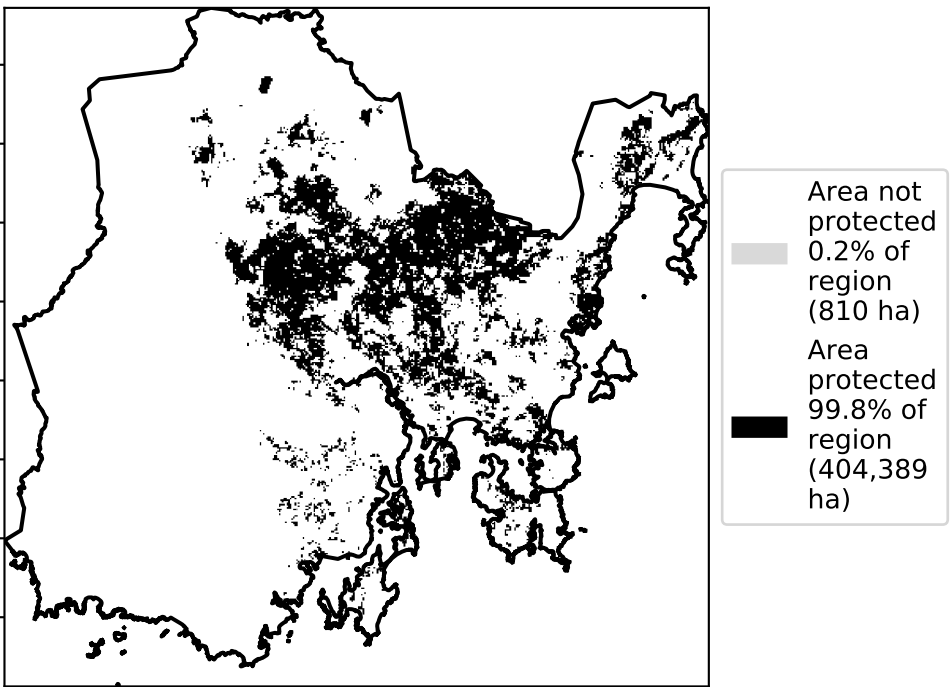 Area not
protected
0.2% of
region
(810 ha)
Area
protected
99.8% of
region
(404,389
ha)